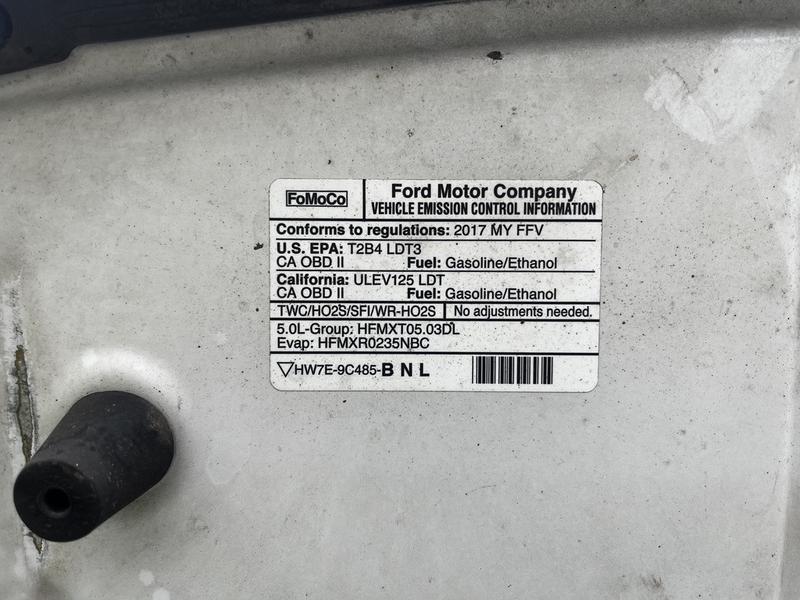 FoMoCo
Ford Motor Company
VEHICLE EMISSION CONTROL INFORMATION
Conforms to regulations: 2017 MY FFV
U.S. EPA: T2B4 LDT3
CA OBD II Fuel: Gasoline/Ethanol
California: ULEV125 LDT
CA OBD II Fuel: Gasoline/Ethanol
TWC/HO2S/SFI/WR-HO2S No adjustments needed.
5.0L-Group: HFMXT05.03DL
Evap: HFMXR0235NBC
HW7E-9C485-B N L